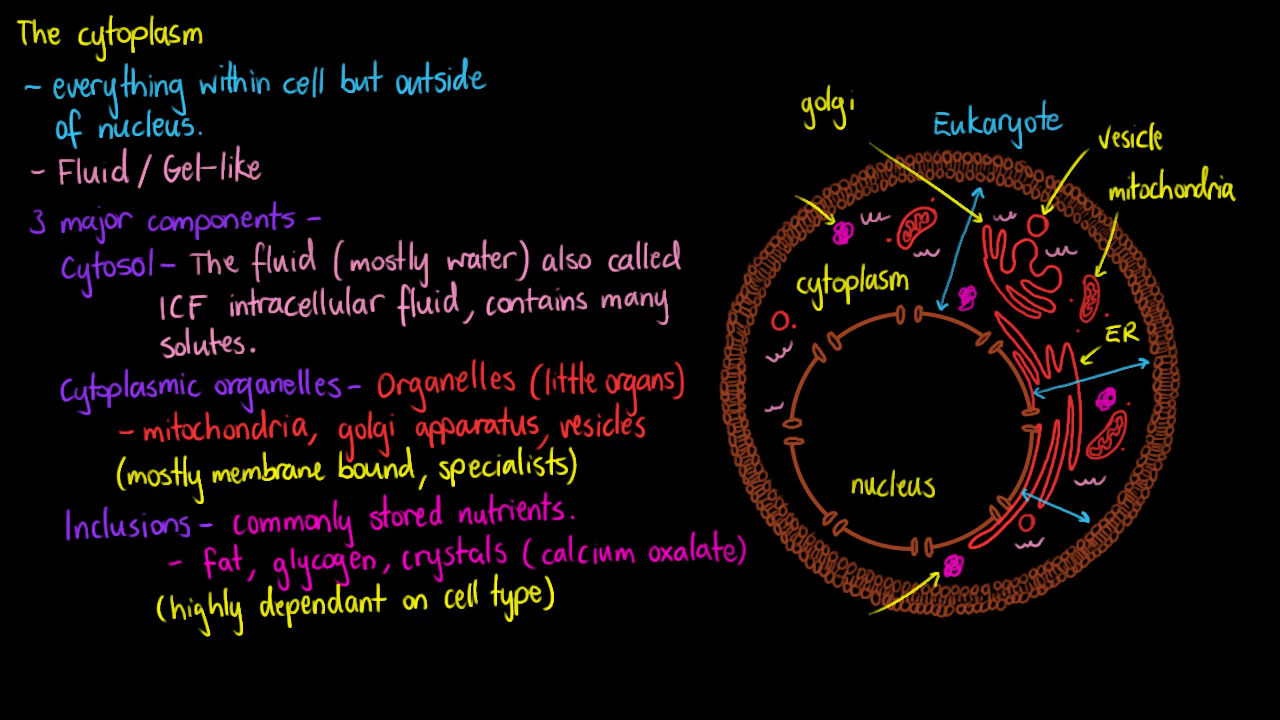 The cytoplasm
~ everything within cell but outside
of nucleus.
- Fluid / Gel-like
3 major components -
Cytosol - The fluid (mostly water) also called
ICF intracellular fluid, contains many
solutes.
Cytoplasmic organelles - Organelles (little organs)
- mitochondria, golgi apparatus, vesicles
(mostly membrane bound, specialists)
Inclusions - commonly stored nutrients.
- fat, glycogen, crystals (calcium oxalate)
(highly dependant on cell type)
golgi
Eukaryote
vesicle
mitochondria
cytoplasm
ER
nucleus